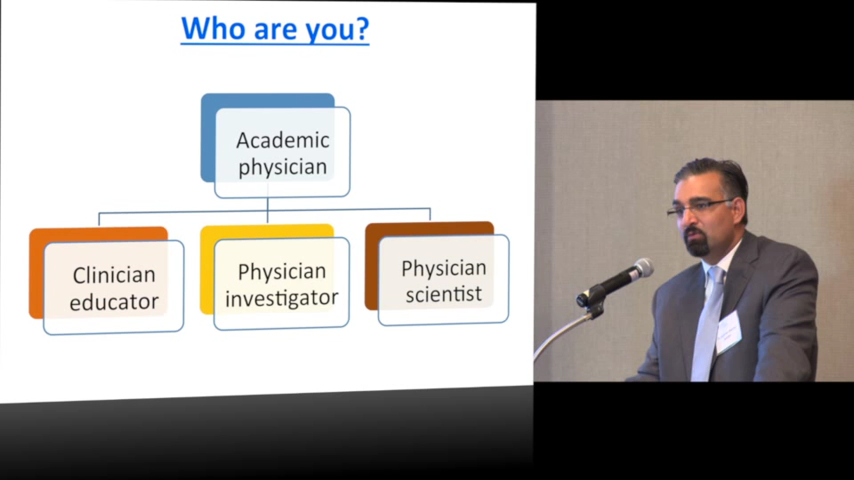 Who are you?
Academic
physician
Clinician
educator
Physician
investigator
Physician
scientist